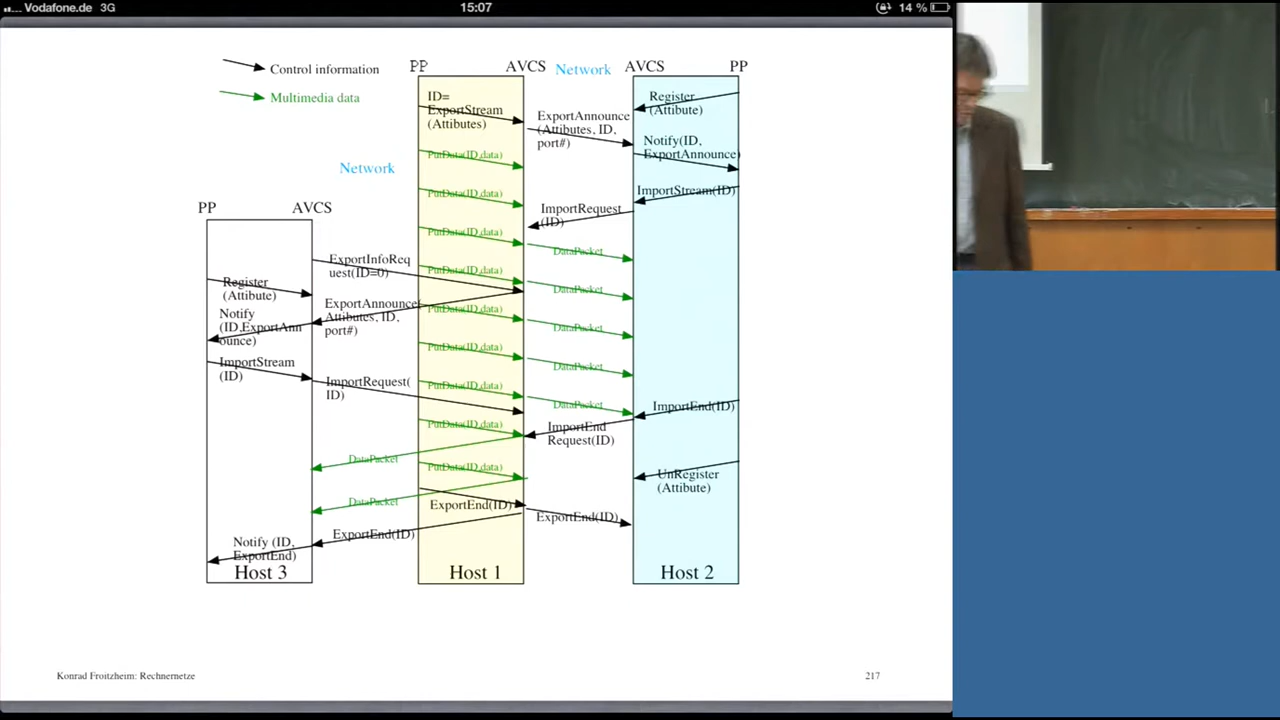 Vodafone.de 3G 15:07 14 %
Control information
Multimedia data
PP AVCS Network AVCS PP
ID=
ExportStream
(Attibutes)
ExportAnnounce
(Attibutes, ID,
port#)
Register
(Attibute)
Notify(ID,
ExportAnnounce)
PutData(ID,data)
Network
PutData(ID,data)
ImportStream(ID)
ImportRequest
(ID)
PP AVCS
PutData(ID,data)
DataPacket
ExportInfoReq
uest(ID=0)
PutData(ID,data)
Register
(Attibute)
DataPacket
ExportAnnounce(
Attibutes, ID,
port#)
PutData(ID,data)
Notify
(ID,ExportAnn
ounce)
DataPacket
PutData(ID,data)
ImportStream
(ID)
DataPacket
ImportRequest(
ID)
PutData(ID,data)
DataPacket
ImportEnd(ID)
PutData(ID,data)
ImportEnd
Request(ID)
DataPacket
PutData(ID,data)
UnRegister
(Attibute)
DataPacket
ExportEnd(ID)
ExportEnd(ID)
ExportEnd(ID)
Notify (ID,
ExportEnd)
Host 3 Host 1 Host 2
Konrad Froitzheim: Rechnernetze 217